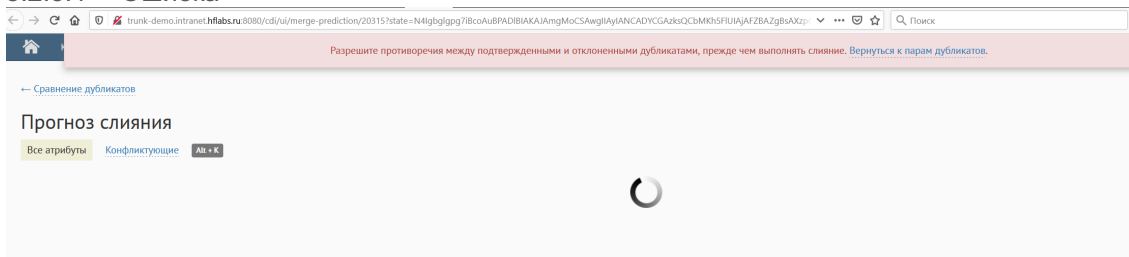 trunk-demo.intranet.hflabs.ru:8080/cdi/ui/merge-prediction/20315?state=
Поиск
Разрешите противоречия между подтвержденными и отклоненными дубликатами, прежде чем выполнять слияние. Вернуться к парам дубликатов.
← Сравнение дубликатов
Прогноз слияния
Все атрибуты Конфликтующие Alt + K